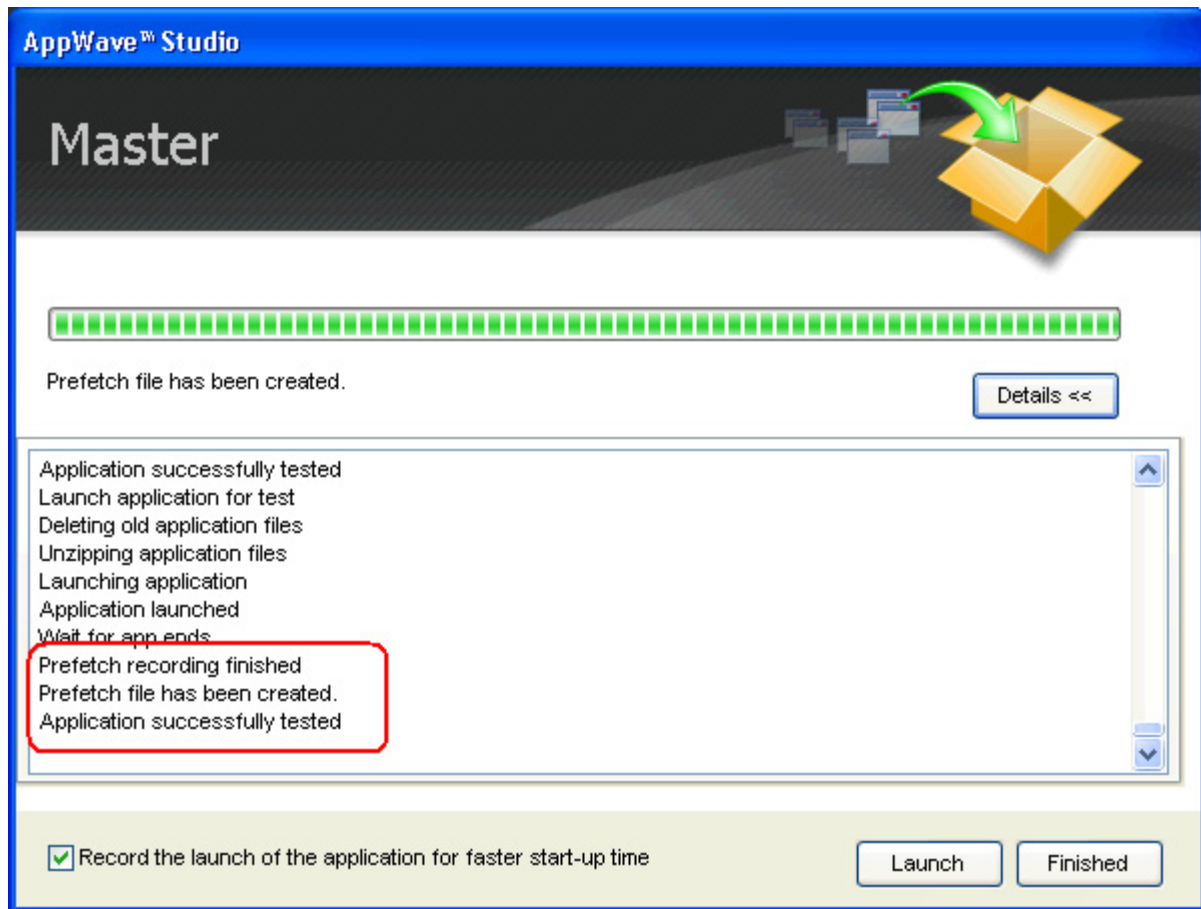 AppWave™ Studio
Master
Prefetch file has been created.
Details <<
Application successfully tested
Launch application for test
Deleting old application files
Unzipping application files
Launching application
Application launched
Wait for app ends
Prefetch recording finished
Prefetch file has been created.
Application successfully tested
Record the launch of the application for faster start-up time
Launch
Finished